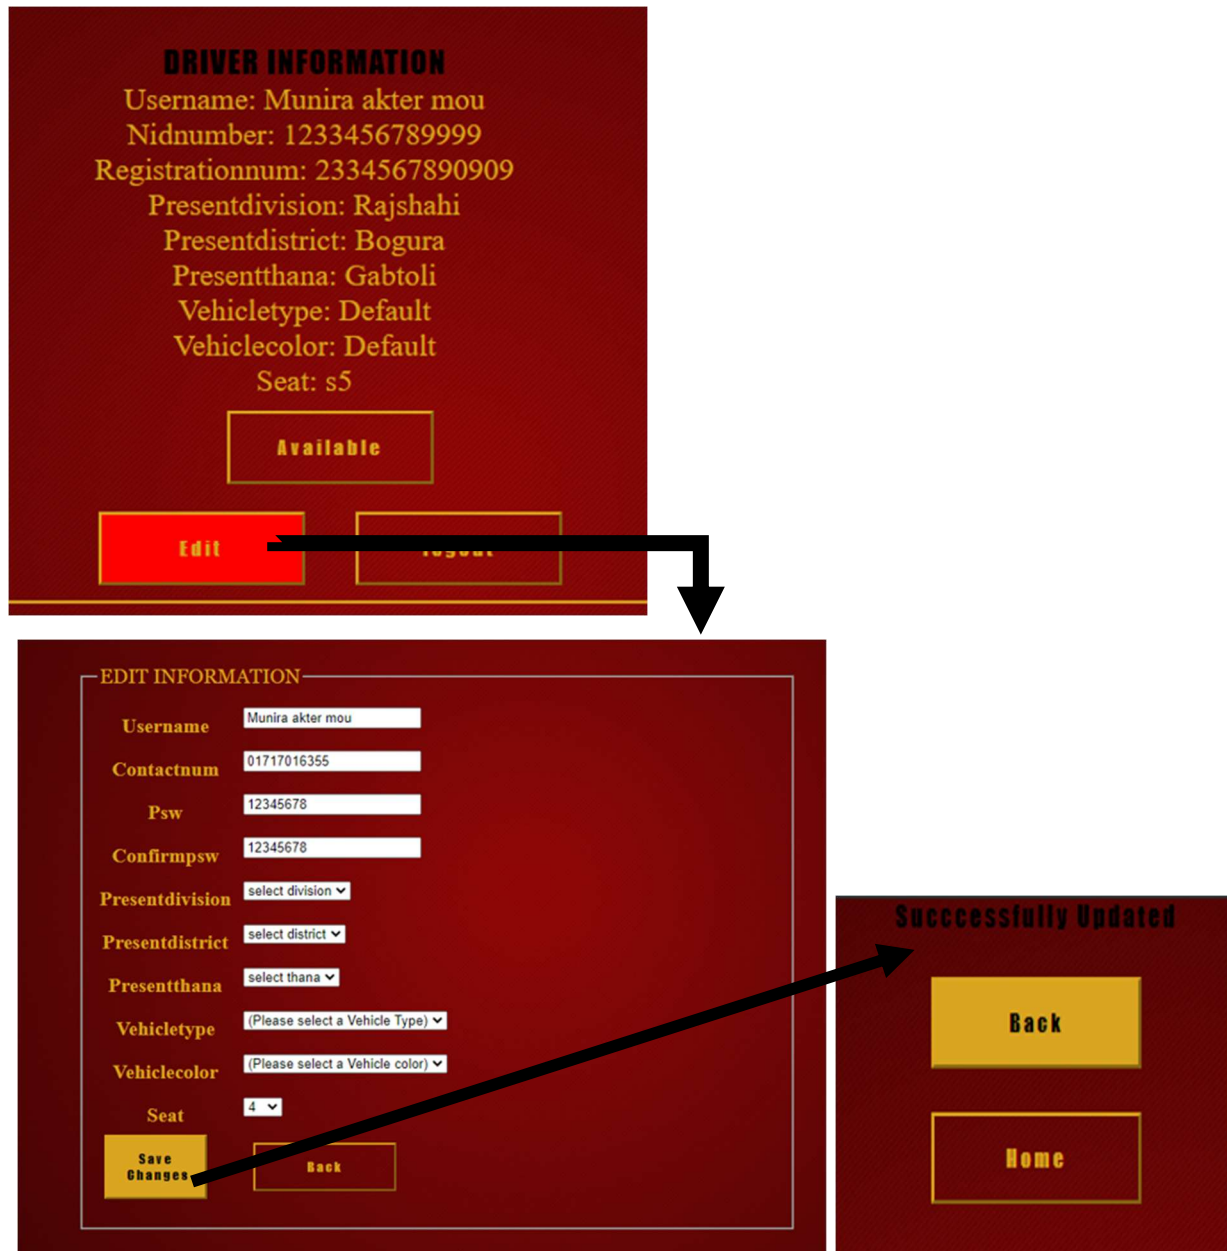 DRIVER INFORMATION
Username: Munira akter mou
Nidnumber: 1233456789999
Registrationnum: 2334567890909
Presentdivision: Rajshahi
Presentdistrict: Bogura
Presentthana: Gabtoli
Vehicletype: Default
Vehiclecolor: Default
Seat: s5
Available
Edit logout
EDIT INFORMATION
Username Munira akter mou
Contactnum 01717016355
Psw 12345678
Confirmpsw 12345678
Presentdivision select division
Presentdistrict select district
Presentthana select thana
Vehicletype (Please select a Vehicle Type)
Vehiclecolor (Please select a Vehicle color)
Seat 4
Save
Changes
Back
Succcessfully Updated
Back
Home